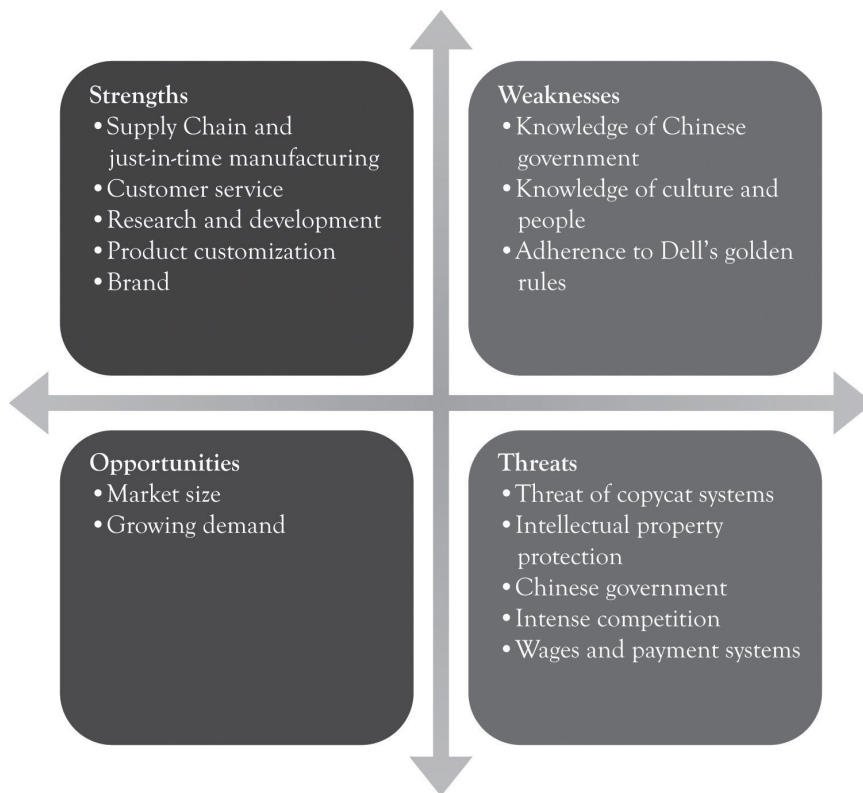 Strengths
• Supply Chain and
just-in-time manufacturing
• Customer service
• Research and development
• Product customization
• Brand
Weaknesses
• Knowledge of Chinese
government
• Knowledge of culture and
people
• Adherence to Dell’s golden
rules
Opportunities
• Market size
• Growing demand
Threats
• Threat of copycat systems
• Intellectual property
protection
• Chinese government
• Intense competition
• Wages and payment systems